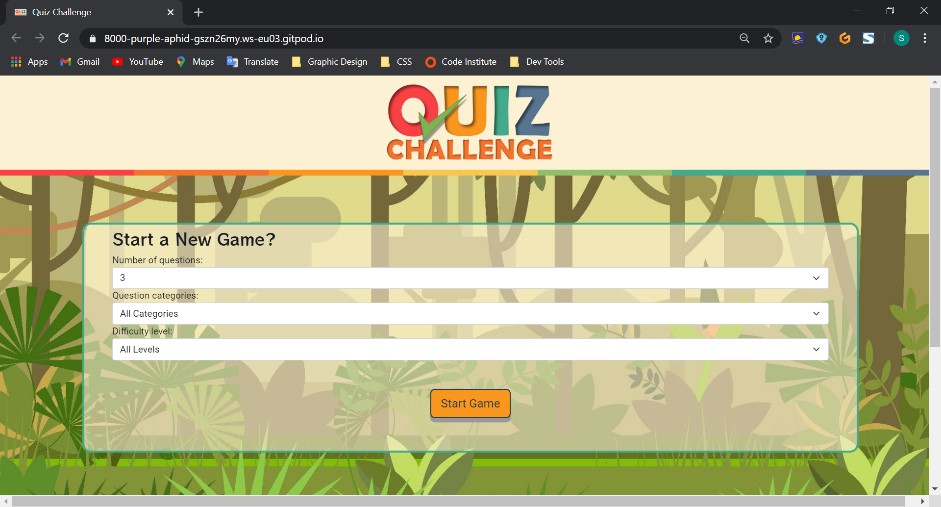 Quiz Challenge
8000-purple-aphid-gszn26my.ws-eu03.gitpod.io
S
Apps Gmail YouTube Maps Translate Graphic Design CSS Code Institute Dev Tools
QUIZ
CHALLENGE
Start a New Game?
Number of questions:
3
Question categories:
All Categories
Difficulty level:
All Levels
Start Game